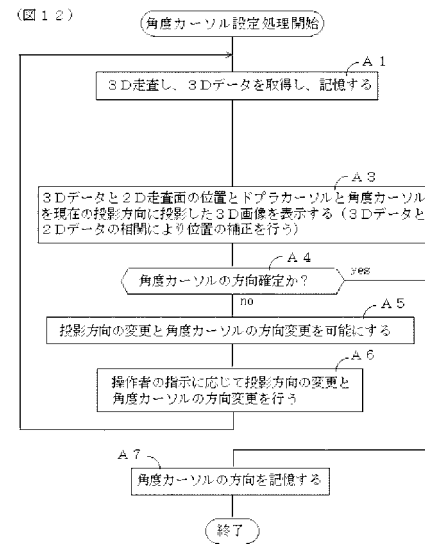 (図12)
角度カーソル設定処理開始
A1
3D走査し、3Dデータを取得し、記憶する
A3
3Dデータと2D走査面の位置とドプラカーソルと角度カーソル
を現在の投影方向に投影した3D画像を表示する(3Dデータと
2Dデータの相関により位置の補正を行う)
A4
角度カーソルの方向確定か?
yes
no
A5
投影方向の変更と角度カーソルの方向変更を可能にする
A6
操作者の指示に応じて投影方向の変更と
角度カーソルの方向変更を行う
A7
角度カーソルの方向を記憶する
終了